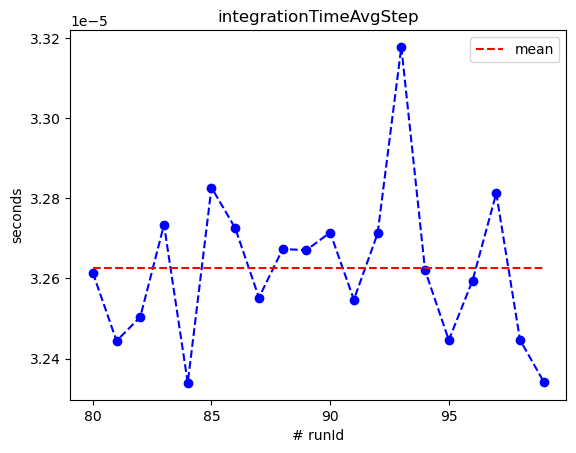 integrationTimeAvgStep
1e−5
mean
3.32
3.30
3.28
3.26
3.24
seconds
80
85
90
95
# runId